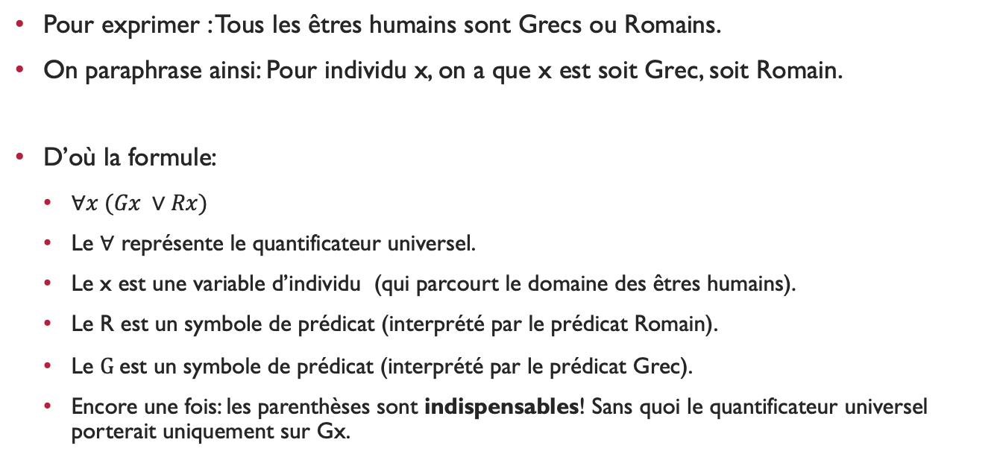 • Pour exprimer : Tous les êtres humains sont Grecs ou Romains.
• On paraphrase ainsi: Pour individu x, on a que x est soit Grec, soit Romain.
• D’où la formule:
• ∀x (Gx ∨ Rx)
• Le ∀ représente le quantificateur universel.
• Le x est une variable d’individu (qui parcourt le domaine des êtres humains).
• Le R est un symbole de prédicat (interprété par le prédicat Romain).
• Le G est un symbole de prédicat (interprété par le prédicat Grec).
• Encore une fois: les parenthèses sont indispensables! Sans quoi le quantificateur universel
porterait uniquement sur Gx.